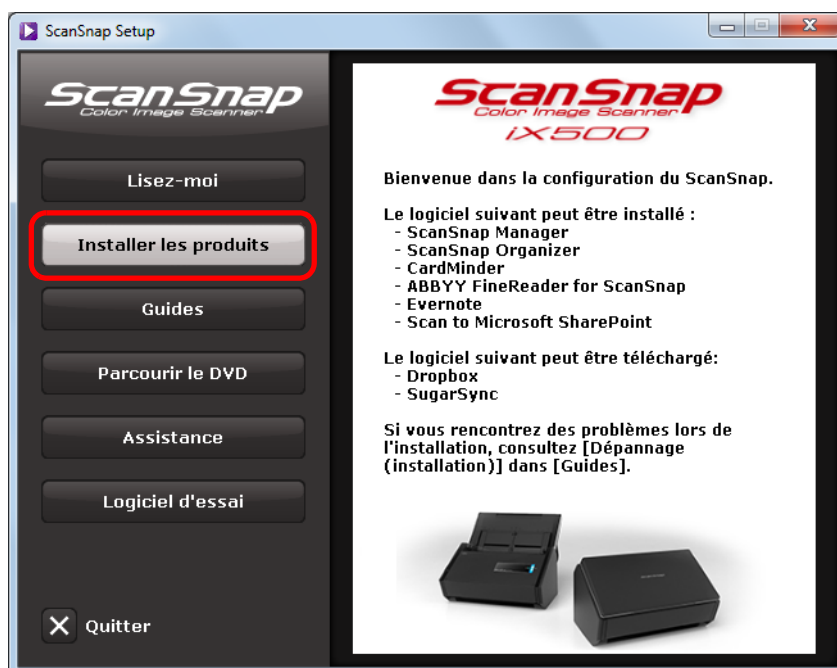 ScanSnap Setup
ScanSnap
Color Image Scanner
Lisez-moi
Installer les produits
Guides
Parcourir le DVD
Assistance
Logiciel d'essai
Quitter
ScanSnap
Color Image Scanner
iX500
Bienvenue dans la configuration du ScanSnap.
Le logiciel suivant peut être installé :
- ScanSnap Manager
- ScanSnap Organizer
- CardMinder
- ABBYY FineReader for ScanSnap
- Evernote
- Scan to Microsoft SharePoint
Le logiciel suivant peut être téléchargé:
- Dropbox
- SugarSync
Si vous rencontrez des problèmes lors de
l'installation, consultez [Dépannage
(installation)] dans [Guides].